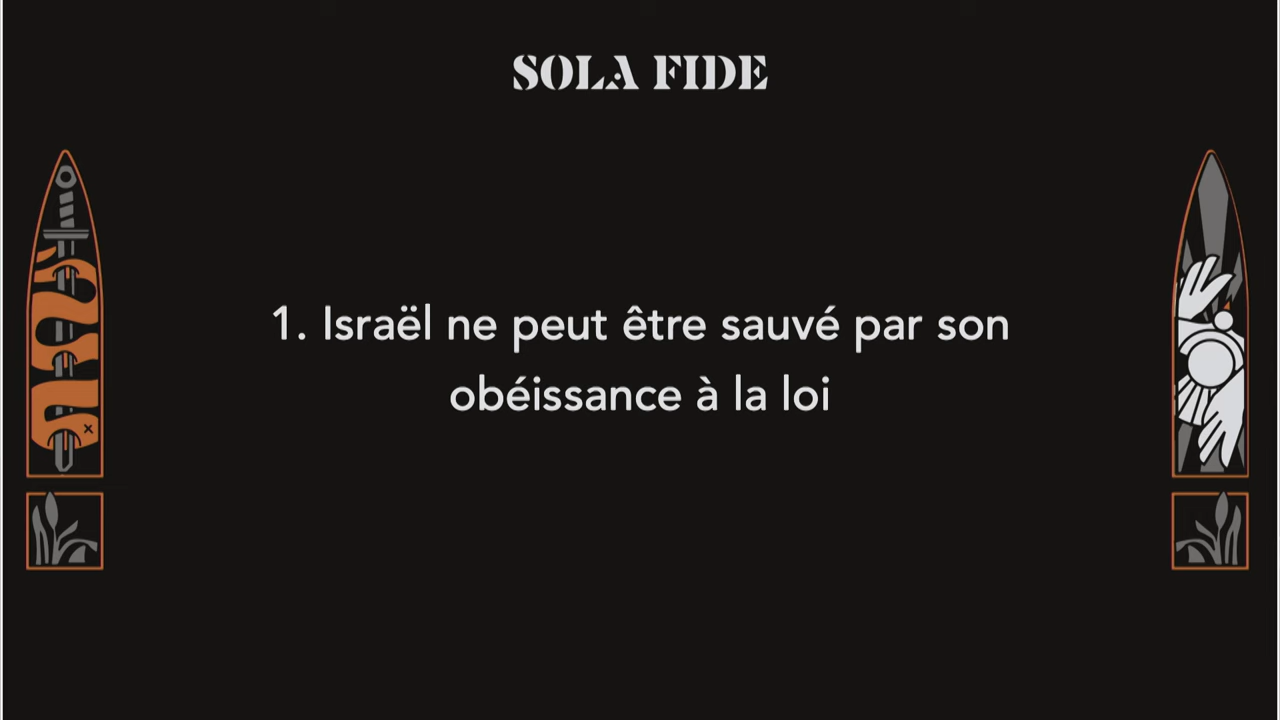 SOLA FIDE
1. Israël ne peut être sauvé par son
obéissance à la loi